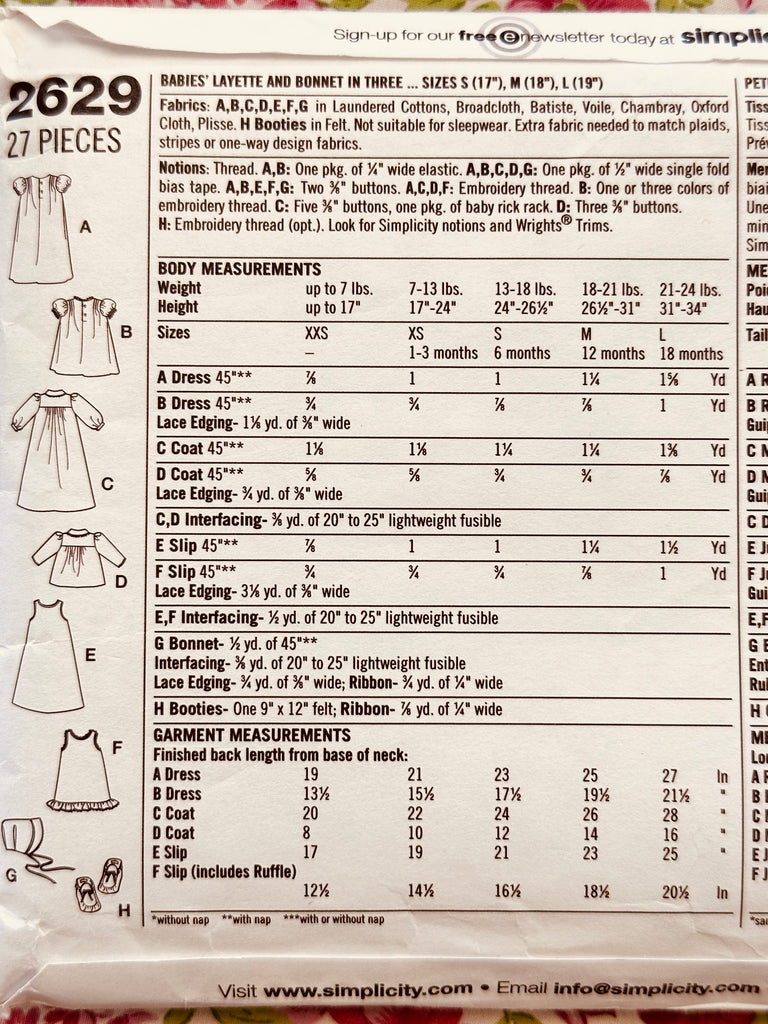 Sign-up for our free e newsletter today at
2629
27 PIECES
A
B
C
D
E
F
G
H
BABIES' LAYETTE AND BONNET IN THREE ... SIZES S (17"), M (18"), L (19")
Fabrics: A,B,C,D,E,F,G in Laundered Cottons, Broadcloth, Batiste, Voile, Chambray, Oxford
Cloth, Plisse. H Booties in Felt. Not suitable for sleepwear. Extra fabric needed to match plaids,
stripes or one-way design fabrics.
Notions: Thread. A,B: One pkg. of ¼" wide elastic. A,B,C,D,G: One pkg. of ½" wide single fold
bias tape. A,B,E,F,G: Two ⅜" buttons. A,C,D,F: Embroidery thread. B: One or three colors of
embroidery thread. C: Five ⅜" buttons, one pkg. of baby rick rack. D: Three ⅜" buttons.
H: Embroidery thread (opt.). Look for Simplicity notions and Wrights® Trims.
BODY MEASUREMENTS
Weight up to 7 lbs. 7-13 lbs. 13-18 lbs. 18-21 lbs. 21-24 lbs.
Height up to 17" 17"-24" 24"-26½" 26½"-31" 31"-34"
Sizes XXS XS S M L
– 1-3 months 6 months 12 months 18 months
A Dress 45"** ⅞ 1 1 1¼ 1⅝ Yd
B Dress 45"** ¾ ¾ ⅞ ⅞ 1 Yd
Lace Edging- 1⅛ yd. of ⅜" wide
C Coat 45"** 1⅛ 1⅛ 1¼ 1¼ 1⅜ Yd
D Coat 45"** ⅝ ⅝ ¾ ¾ ⅞ Yd
Lace Edging- ¾ yd. of ⅜" wide
C,D Interfacing- ⅜ yd. of 20" to 25" lightweight fusible
E Slip 45"** ⅞ 1 1 1¼ 1½ Yd
F Slip 45"** ¾ ¾ ¾ ⅞ 1 Yd
Lace Edging- 3⅛ yd. of ⅜" wide
E,F Interfacing- ½ yd. of 20" to 25" lightweight fusible
G Bonnet- ½ yd. of 45"**
Interfacing- ⅜ yd. of 20" to 25" lightweight fusible
Lace Edging- ¾ yd. of ⅜" wide; Ribbon- ¾ yd. of ¼" wide
H Booties- One 9" x 12" felt; Ribbon- ⅞ yd. of ¼" wide
GARMENT MEASUREMENTS
Finished back length from base of neck:
A Dress 19 21 23 25 27 In
B Dress 13½ 15½ 17½ 19½ 21½ "
C Coat 20 22 24 26 28 "
D Coat 8 10 12 14 16 "
E Slip 17 19 21 23 25 "
F Slip (includes Ruffle)
12½ 14½ 16½ 18½ 20½ In
*without nap **with nap ***with or without nap
Visit www.simplicity.com • Email info@simplicity.com